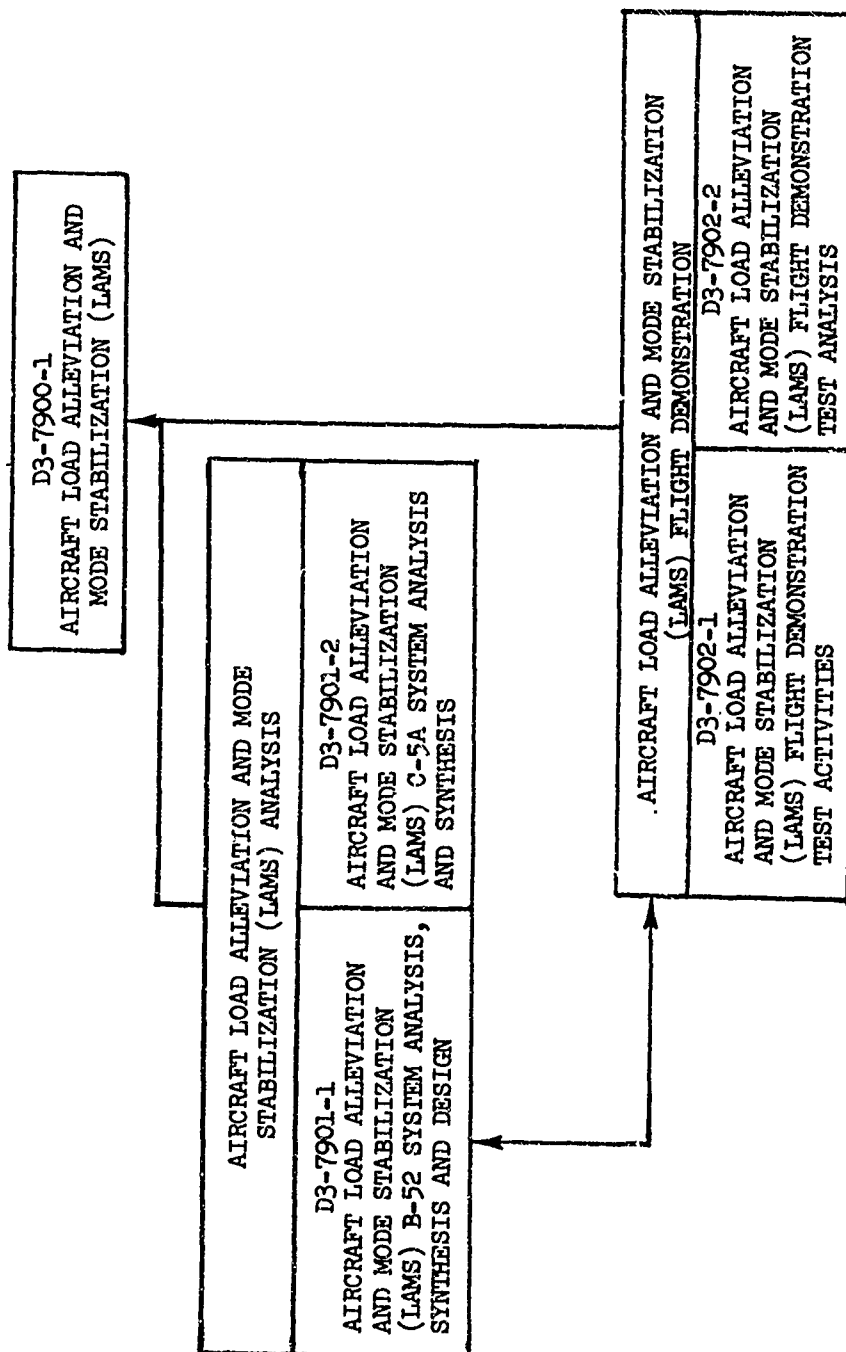 D3-7900-1
AIRCRAFT LOAD ALLEVIATION AND
MODE STABILIZATION (LAMS)
AIRCRAFT LOAD ALLEVIATION AND MODE
STABILIZATION (LAMS) ANALYSIS
D3-7901-1
AIRCRAFT LOAD ALLEVIATION
AND MODE STABILIZATION
(LAMS) B-52 SYSTEM ANALYSIS,
SYNTHESIS AND DESIGN
D3-7901-2
AIRCRAFT LOAD ALLEVIATION
AND MODE STABILIZATION
(LAMS) C-5A SYSTEM ANALYSIS
AND SYNTHESIS
AIRCRAFT LOAD ALLEVIATION AND MODE STABILIZATION
(LAMS) FLIGHT DEMONSTRATION
D3-7902-1
AIRCRAFT LOAD ALLEVIATION
AND MODE STABILIZATION
(LAMS) FLIGHT DEMONSTRATION
TEST ACTIVITIES
D3-7902-2
AIRCRAFT LOAD ALLEVIATION
AND MODE STABILIZATION
(LAMS) FLIGHT DEMONSTRATION
TEST ANALYSIS